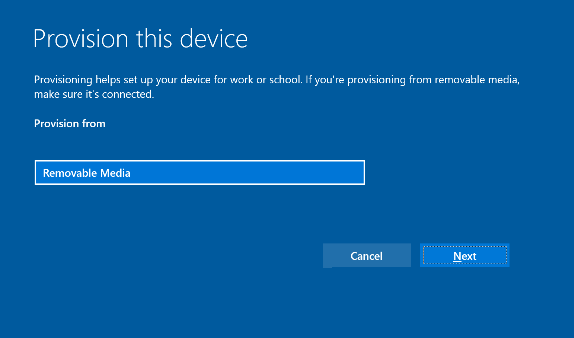 Provision this device
Provisioning helps set up your device for work or school. If you're provisioning from removable media,
make sure it's connected.
Provision from
Removable Media
Cancel
Next